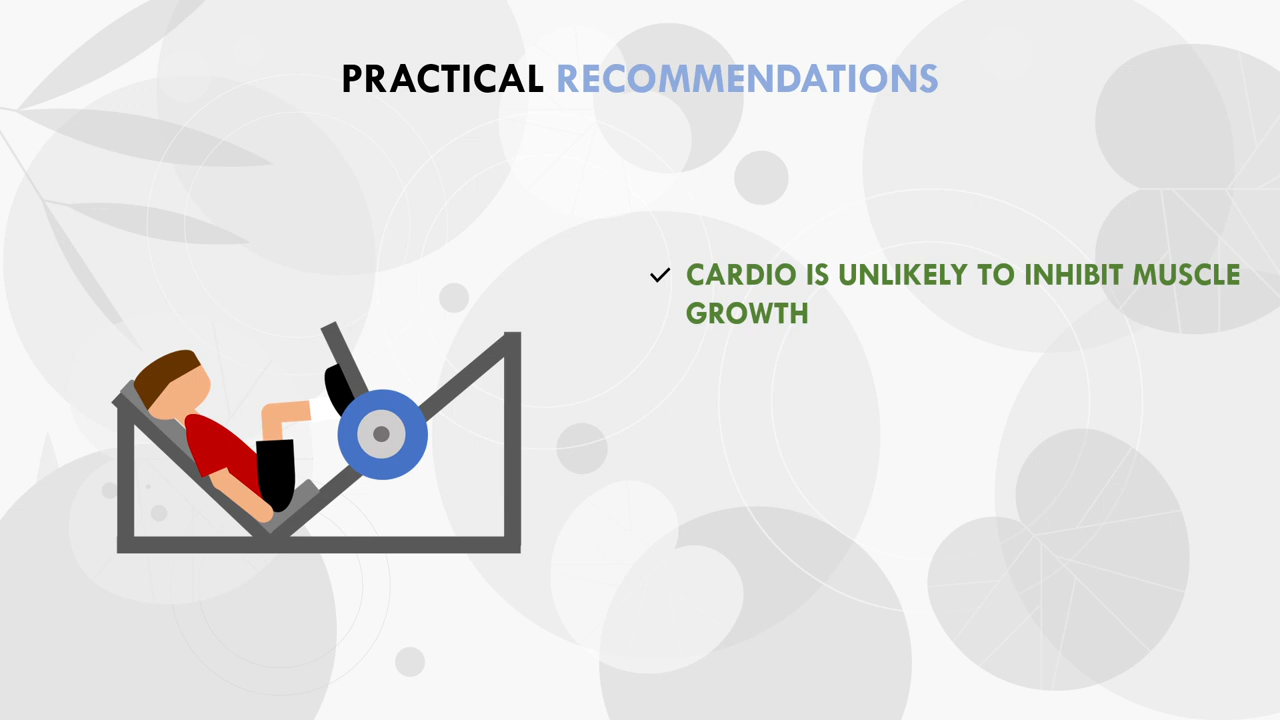 PRACTICAL RECOMMENDATIONS
CARDIO IS UNLIKELY TO INHIBIT MUSCLE
GROWTH